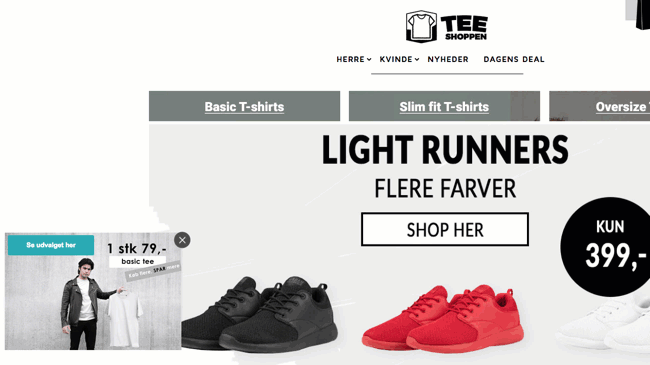 TEE
SHOPPEN
HERRE KVINDE NYHEDER DAGENS DEAL
Basic T-shirts
Slim fit T-shirts
Oversize
LIGHT RUNNERS
FLERE FARVER
SHOP HER
KUN
399,-
Se udvalget her
1 stk 79,-
basic tee
Køb flere, SPAR mere